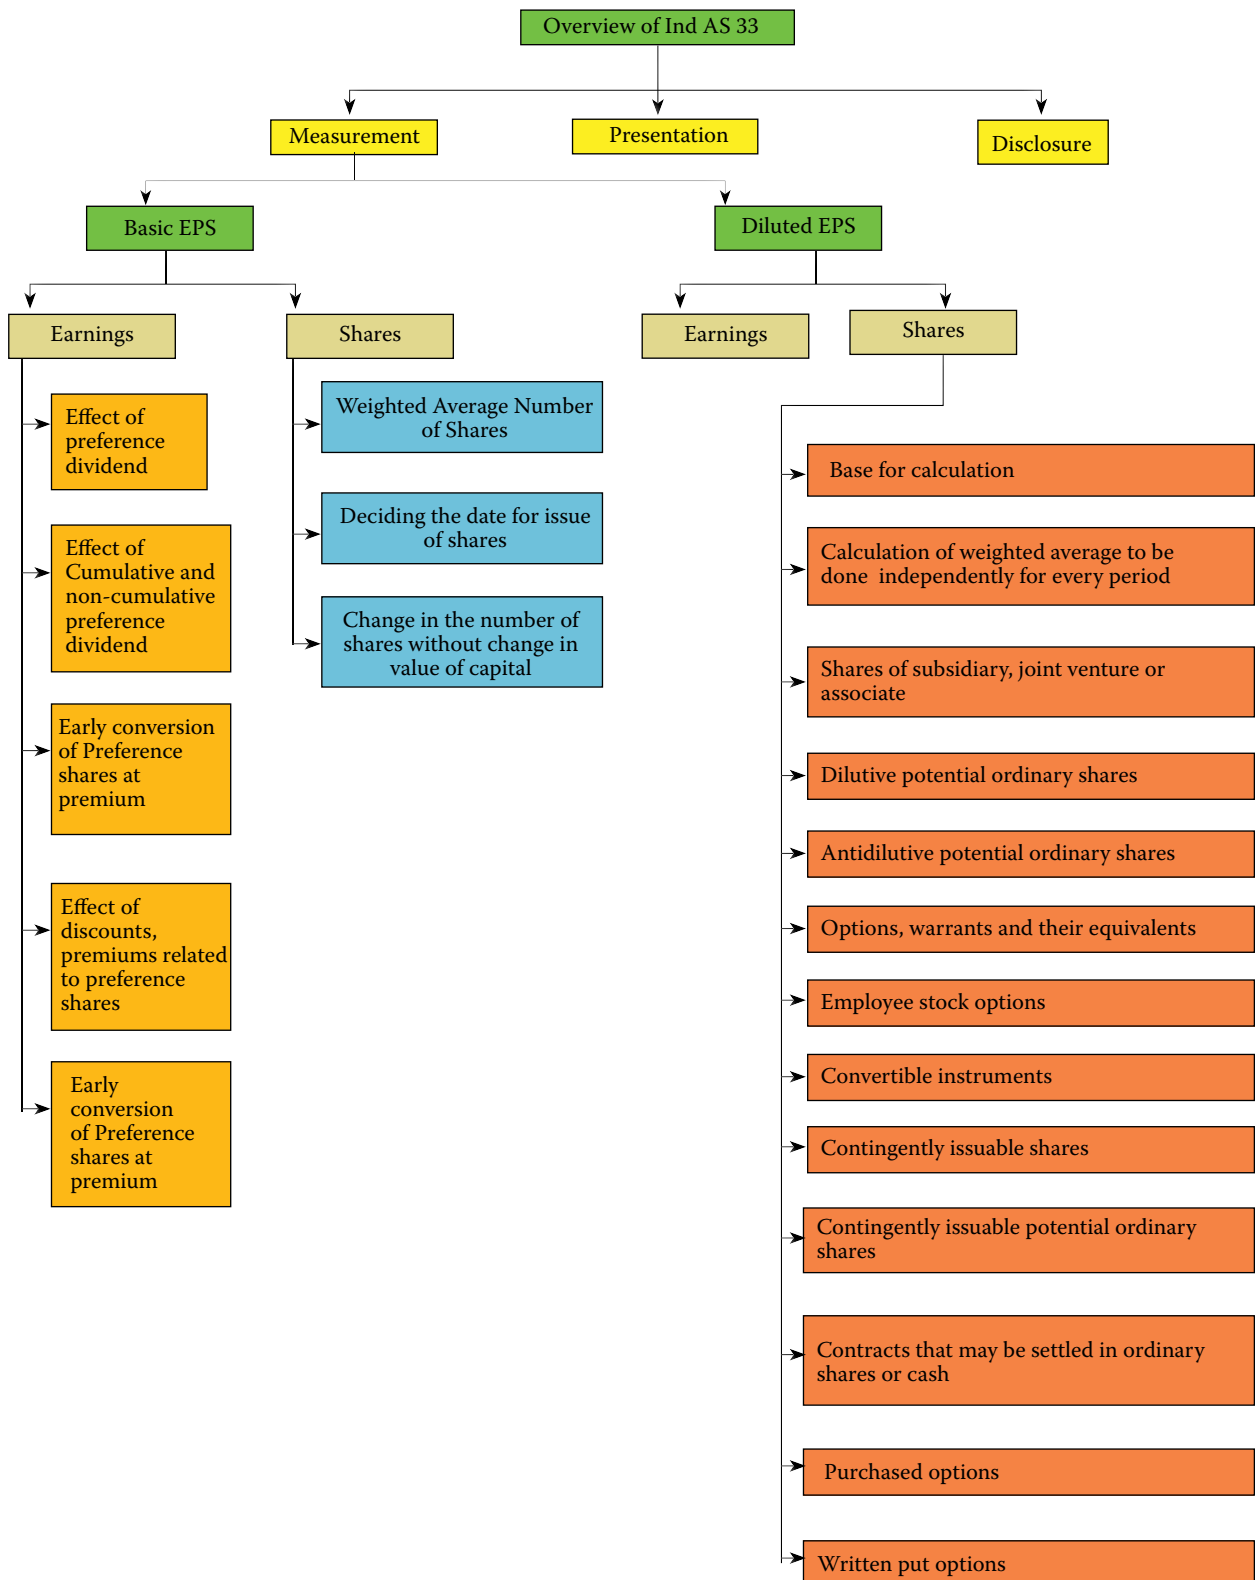 Overview of Ind AS 33
Measurement
Presentation
Disclosure
Basic EPS
Diluted EPS
Earnings
Shares
Earnings
Shares
Effect of
preference
dividend
Effect of
Cumulative and
non-cumulative
preference
dividend
Early conversion
of Preference
shares at
premium
Effect of
discounts,
premiums related
to preference
shares
Early
conversion
of Preference
shares at
premium
Weighted Average Number
of Shares
Deciding the date for issue
of shares
Change in the number of
shares without change in
value of capital
Base for calculation
Calculation of weighted average to be
done independently for every period
Shares of subsidiary, joint venture or
associate
Dilutive potential ordinary shares
Antidilutive potential ordinary shares
Options, warrants and their equivalents
Employee stock options
Convertible instruments
Contingently issuable shares
Contingently issuable potential ordinary
shares
Contracts that may be settled in ordinary
shares or cash
Purchased options
Written put options